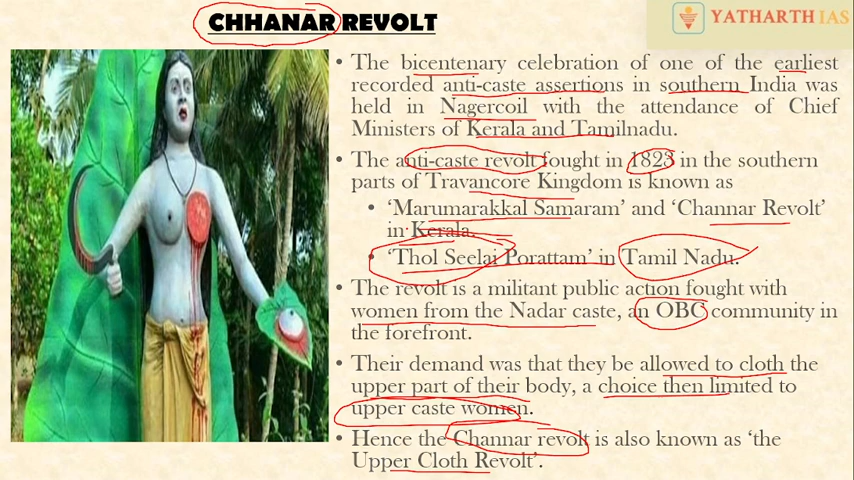 CHHANAR REVOLT
YATHARTH IAS
• The bicentenary celebration of one of the earliest
recorded anti-caste assertions in southern India was
held in Nagercoil with the attendance of Chief
Ministers of Kerala and Tamilnadu.
• The anti-caste revolt fought in 1823 in the southern
parts of Travancore Kingdom is known as
• 'Marumarakkal Samaram' and 'Channar Revolt'
in Kerala.
• 'Thol Seelai Porattam' in Tamil Nadu.
• The revolt is a militant public action fought with
women from the Nadar caste, an OBC community in
the forefront.
• Their demand was that they be allowed to cloth the
upper part of their body, a choice then limited to
upper caste women.
• Hence the Channar revolt is also known as 'the
Upper Cloth Revolt'.